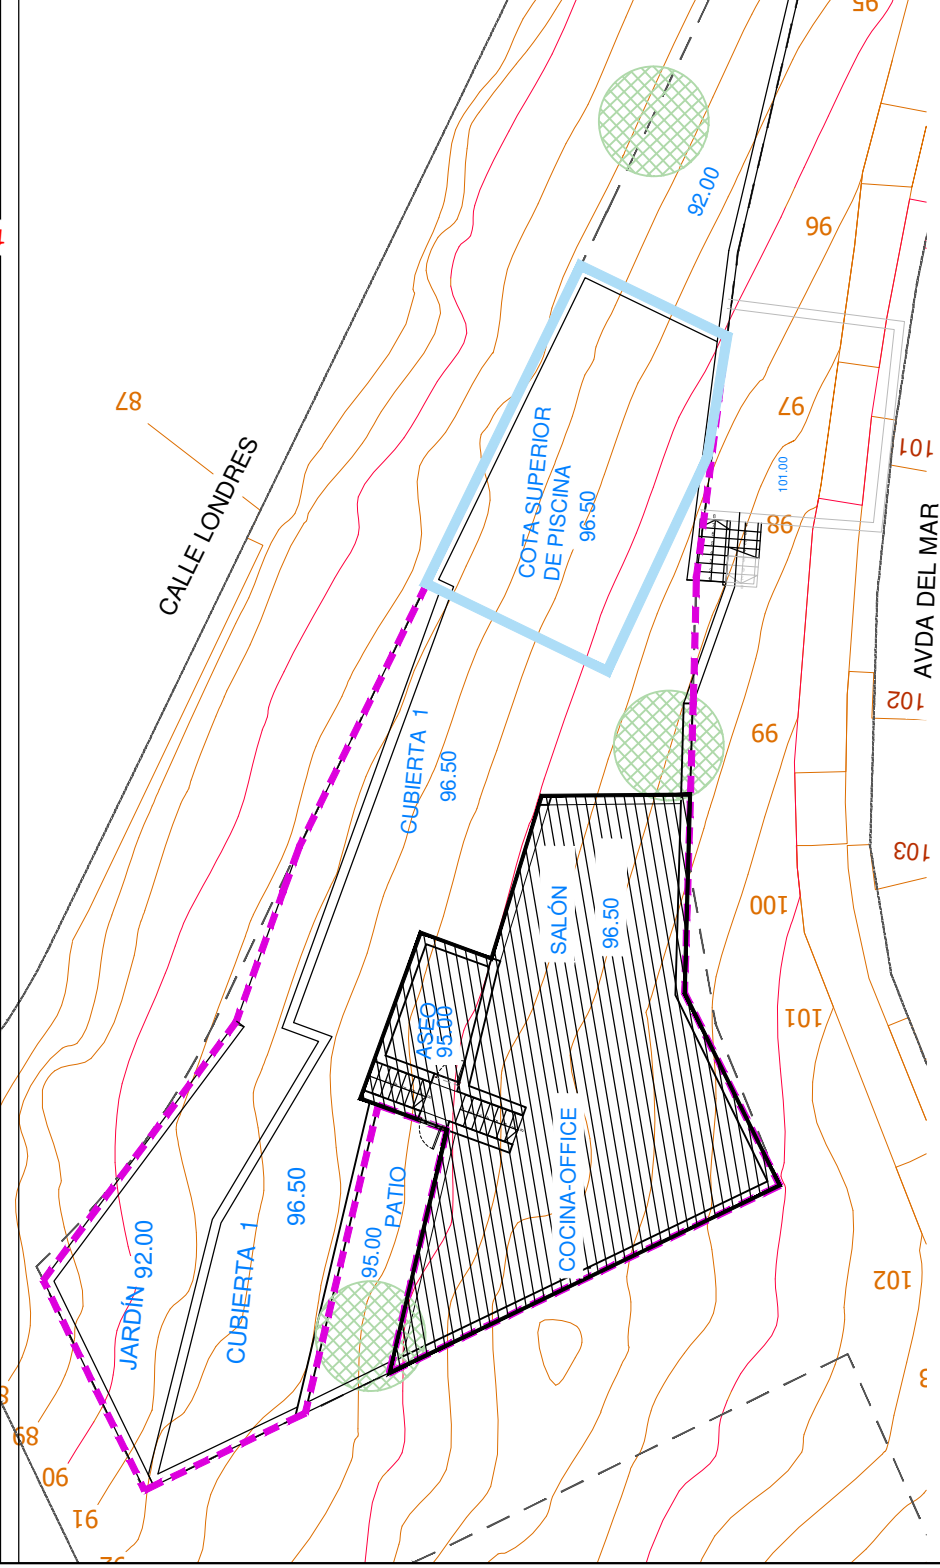 95
92.00
96
87
CALLE LONDRES
97
101
101.00
COTA SUPERIOR
DE PISCINA
96.50
98
AVDA DEL MAR
102
99
CUBIERTA 1
96.50
103
100
SALÓN
96.50
101
ASEO
95.00
COCINA-OFFICE
PATIO
95.00
96.50
CUBIERTA 1
JARDÍN 92.00
102
89
90
91
92